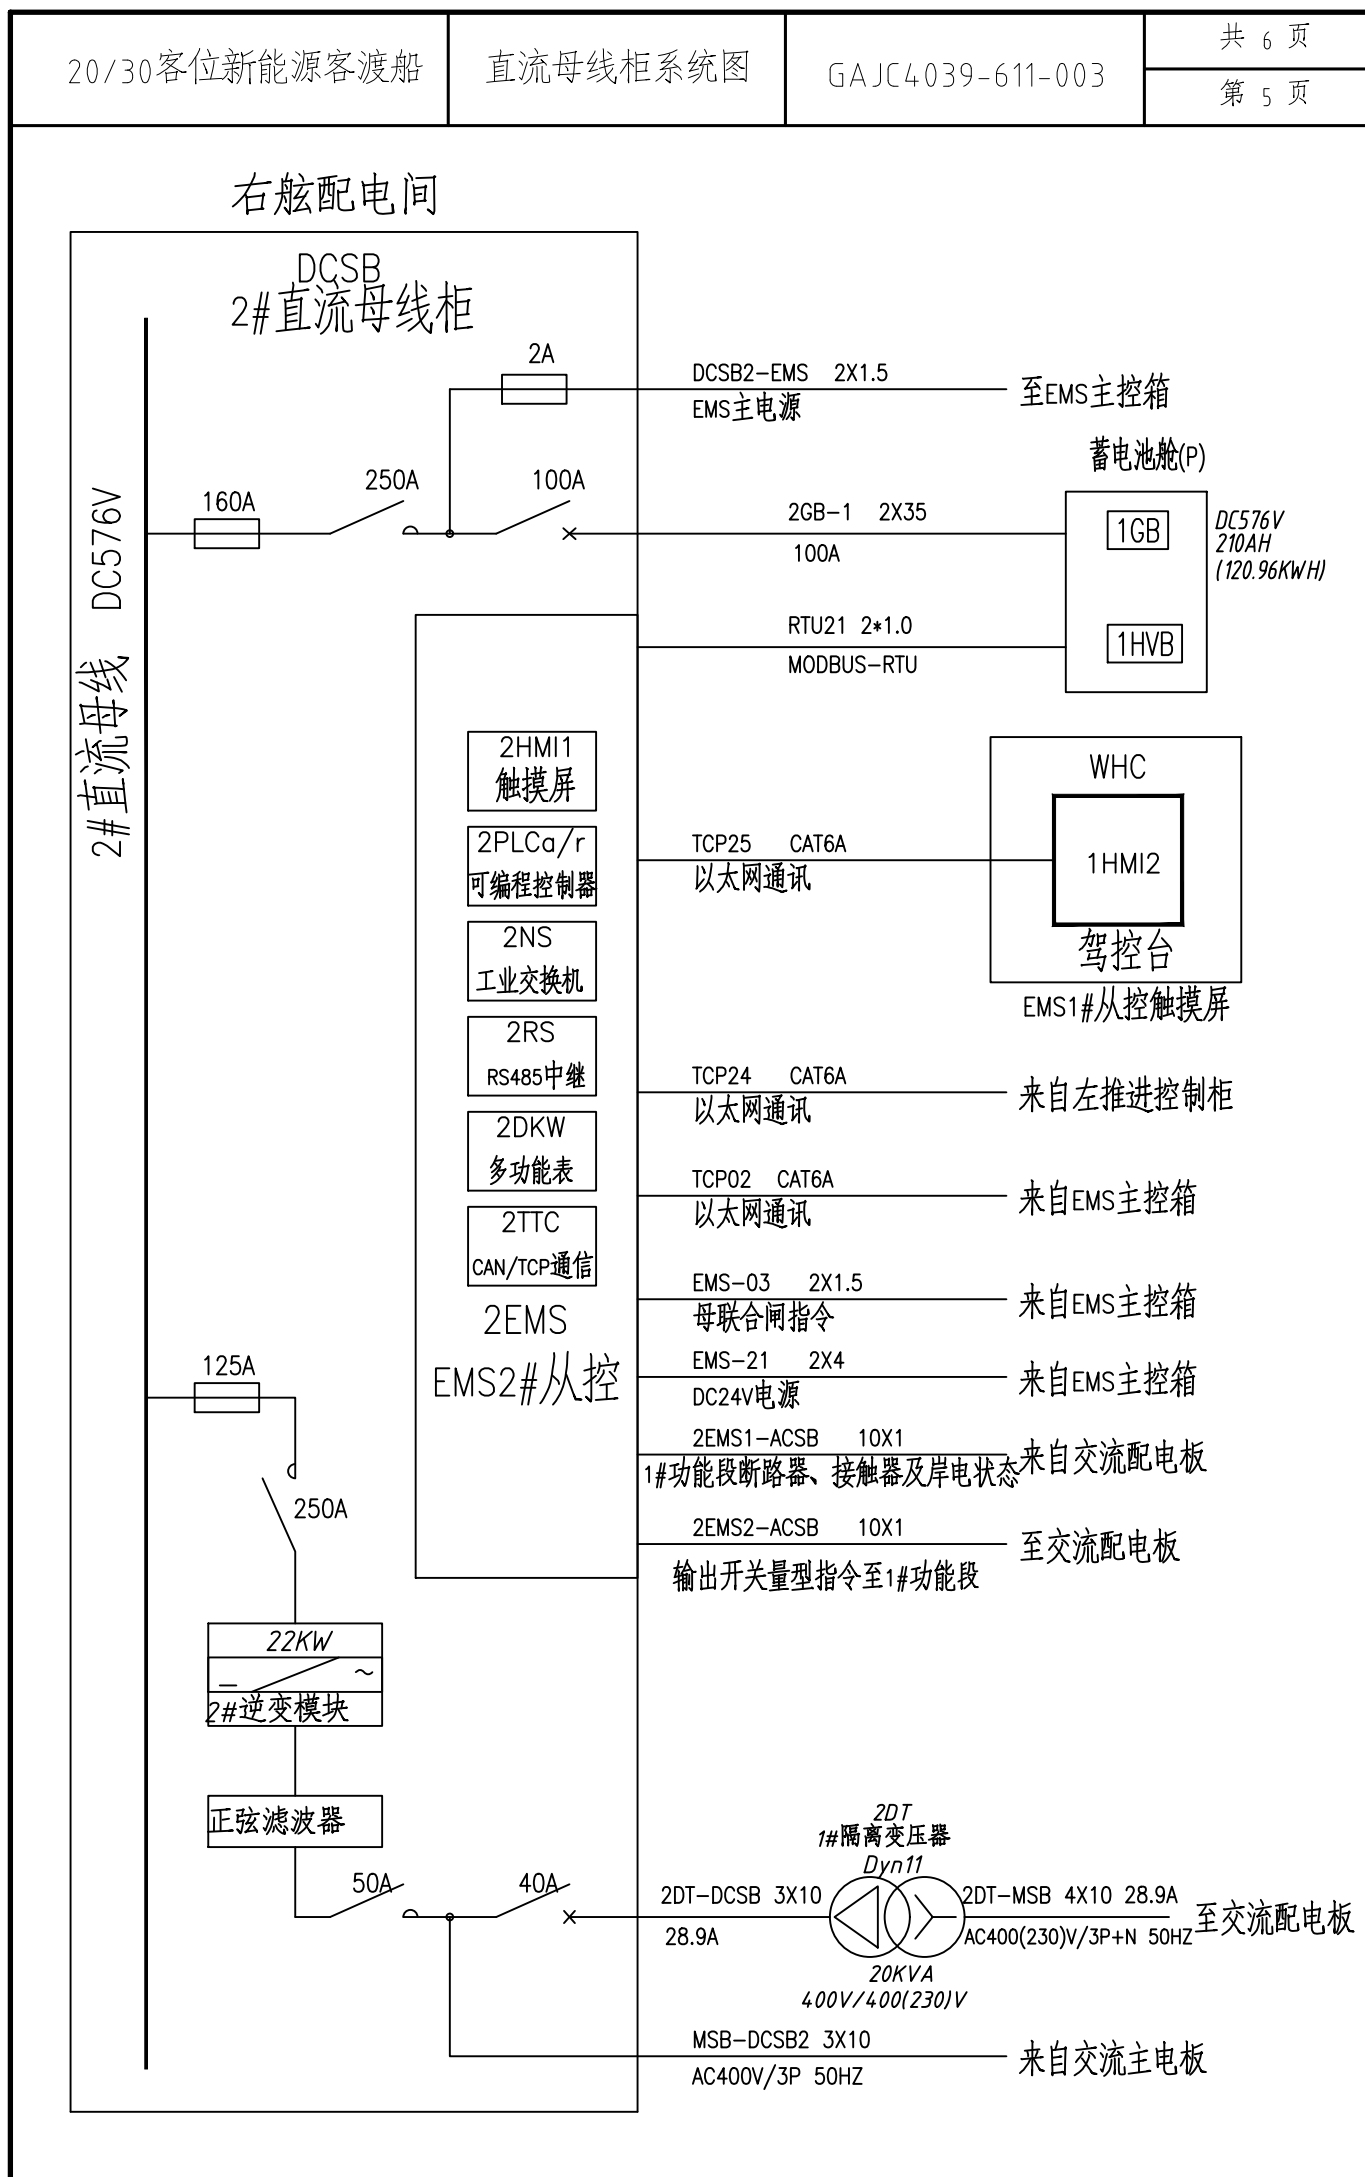 20/30客位新能源客渡船
直流母线柜系统图
GAJC4039-611-003
共 6 页
第 5 页
右舷配电间
DCSB
2#直流母线柜
2A
DCSB2-EMS 2X1.5
EMS主电源
至EMS主控箱
蓄电池舱(P)
160A
250A
100A
2GB-1 2X35
100A
1GB
DC576V
210AH
(120.96KWH)
RTU21 2*1.0
MODBUS-RTU
1HVB
2#直流母线 DC576V
2HMI1
触摸屏
2PLCa/r
可编程控制器
2NS
工业交换机
2RS
RS485中继
2DKW
多功能表
2TTC
CAN/TCP通信
2EMS
EMS2#从控
WHC
1HMI2
驾控台
EMS1#从控触摸屏
TCP25 CAT6A
以太网通讯
TCP24 CAT6A
以太网通讯
来自左推进控制柜
TCP02 CAT6A
以太网通讯
来自EMS主控箱
EMS-03 2X1.5
母联合闸指令
来自EMS主控箱
EMS-21 2X4
DC24V电源
来自EMS主控箱
2EMS1-ACSB 10X1
1#功能段断路器、接触器及岸电状态
来自交流配电板
2EMS2-ACSB 10X1
输出开关量型指令至1#功能段
至交流配电板
125A
250A
22KW
2#逆变模块
正弦滤波器
50A
40A
2DT-DCSB 3X10
28.9A
2DT
1#隔离变压器
Dyn11
20KVA
400V/400(230)V
2DT-MSB 4X10 28.9A
AC400(230)V/3P+N 50HZ
至交流配电板
MSB-DCSB2 3X10
AC400V/3P 50HZ
来自交流主电板